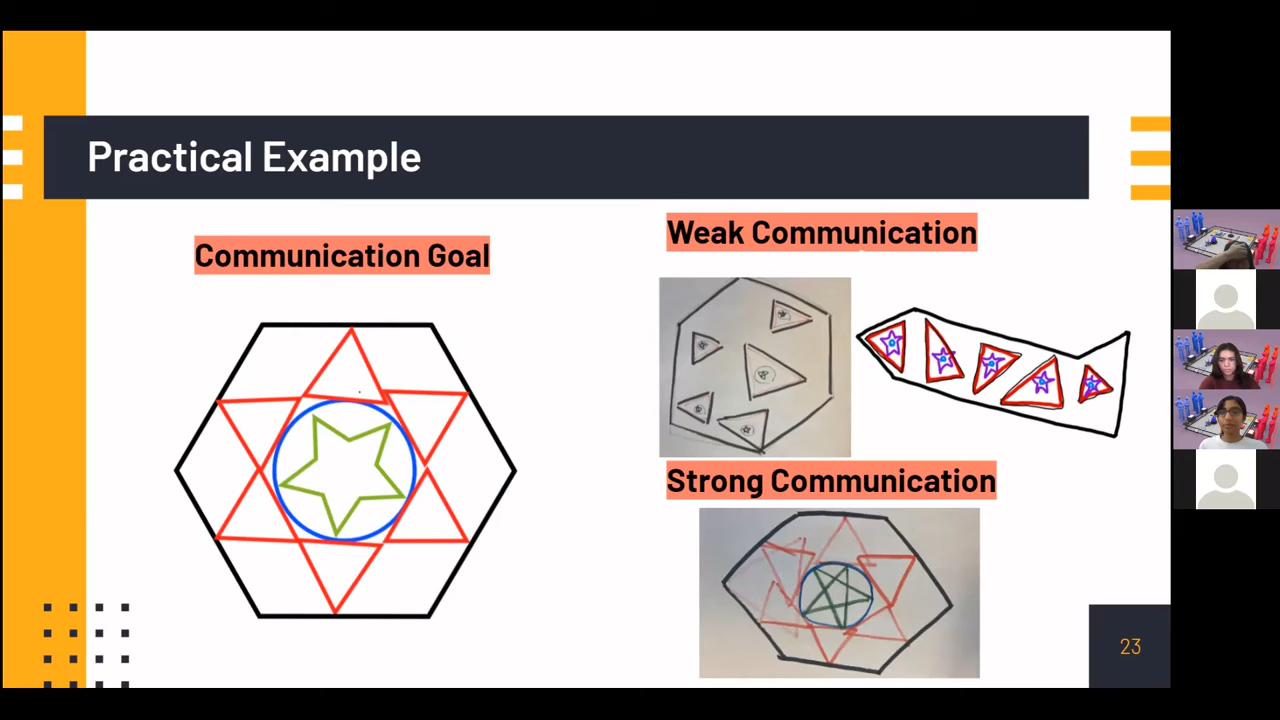 Practical Example
Communication Goal
Weak Communication
Strong Communication
23